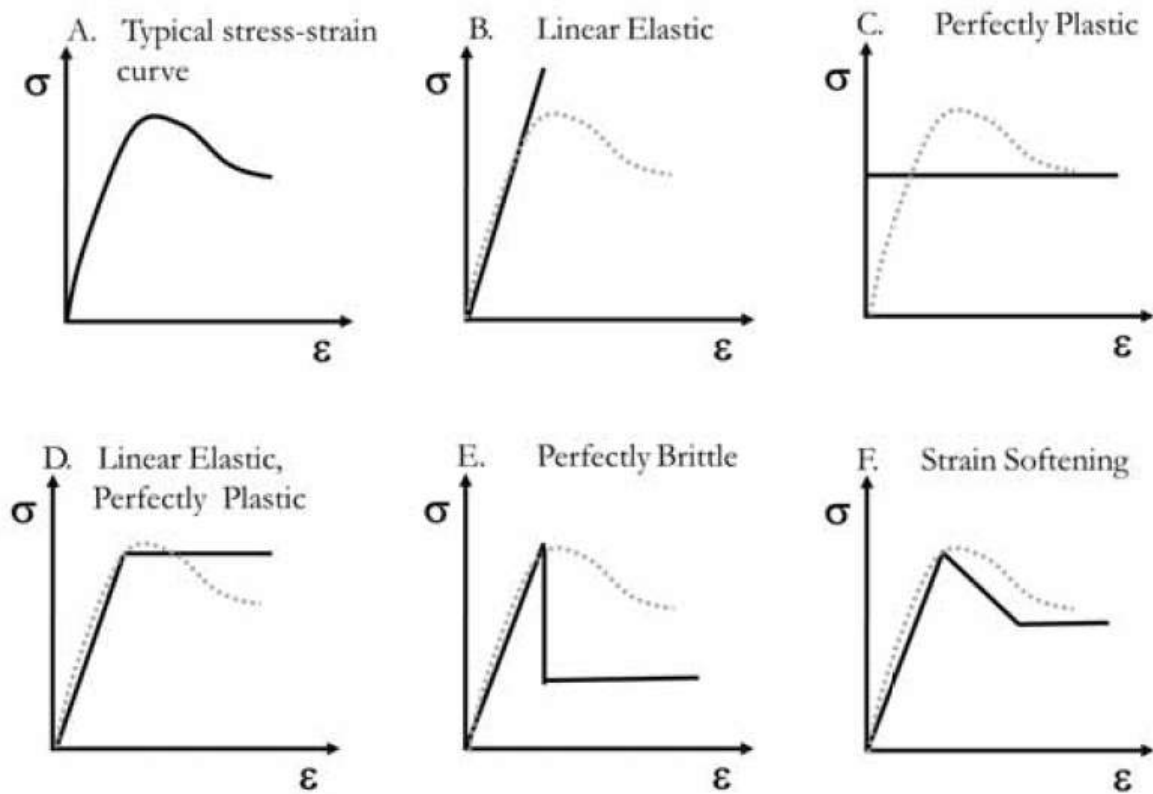 A. Typical stress-strain
curve
σ
ε
B. Linear Elastic
σ
ε
C. Perfectly Plastic
σ
ε
D. Linear Elastic,
Perfectly Plastic
σ
ε
E. Perfectly Brittle
σ
ε
F. Strain Softening
σ
ε